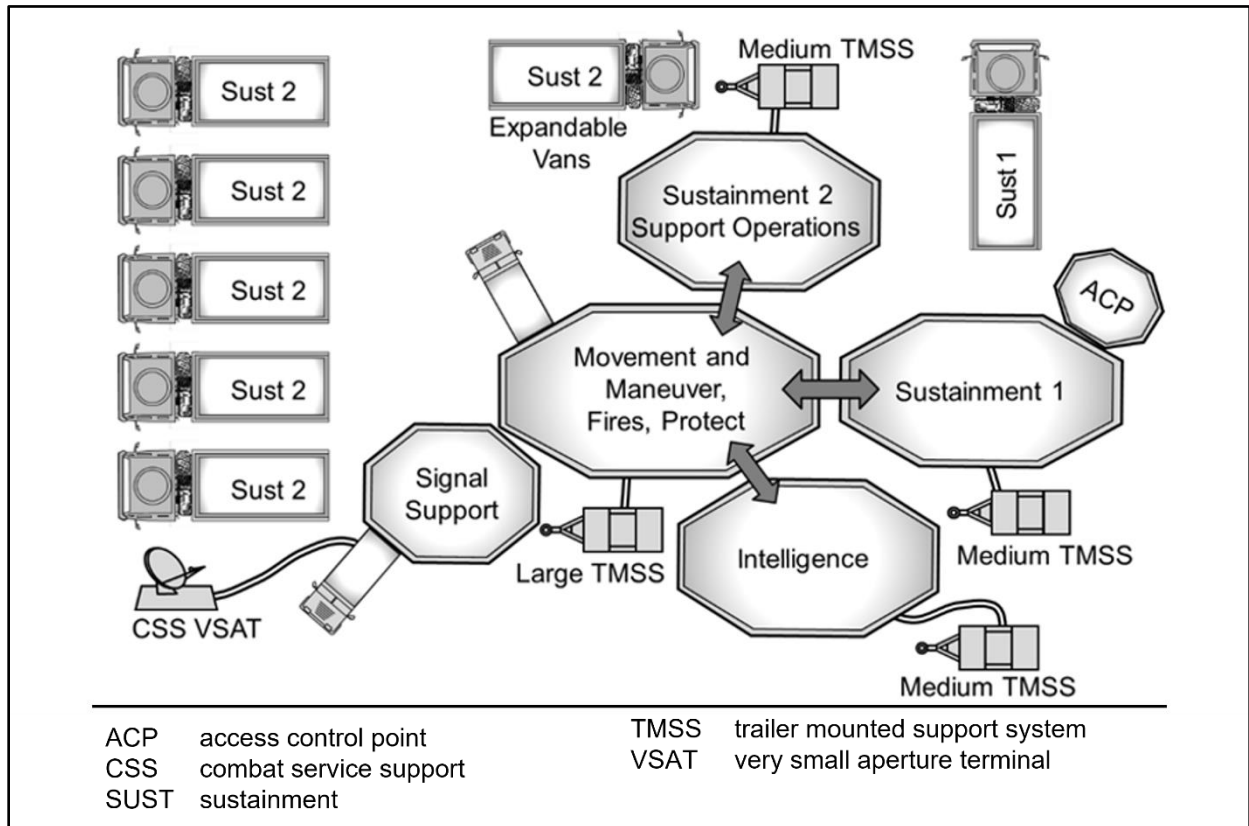 Sust 2
Sust 2
Sust 2
Sust 2
Sust 2
CSS VSAT
Sust 2
Expandable
Vans
Medium TMSS
Sustainment 2
Support Operations
Sust 1
ACP
Movement and
Maneuver,
Fires, Protect
Sustainment 1
Signal
Support
Large TMSS
Intelligence
Medium TMSS
Medium TMSS
ACP access control point
CSS combat service support
SUST sustainment
TMSS trailer mounted support system
VSAT very small aperture terminal